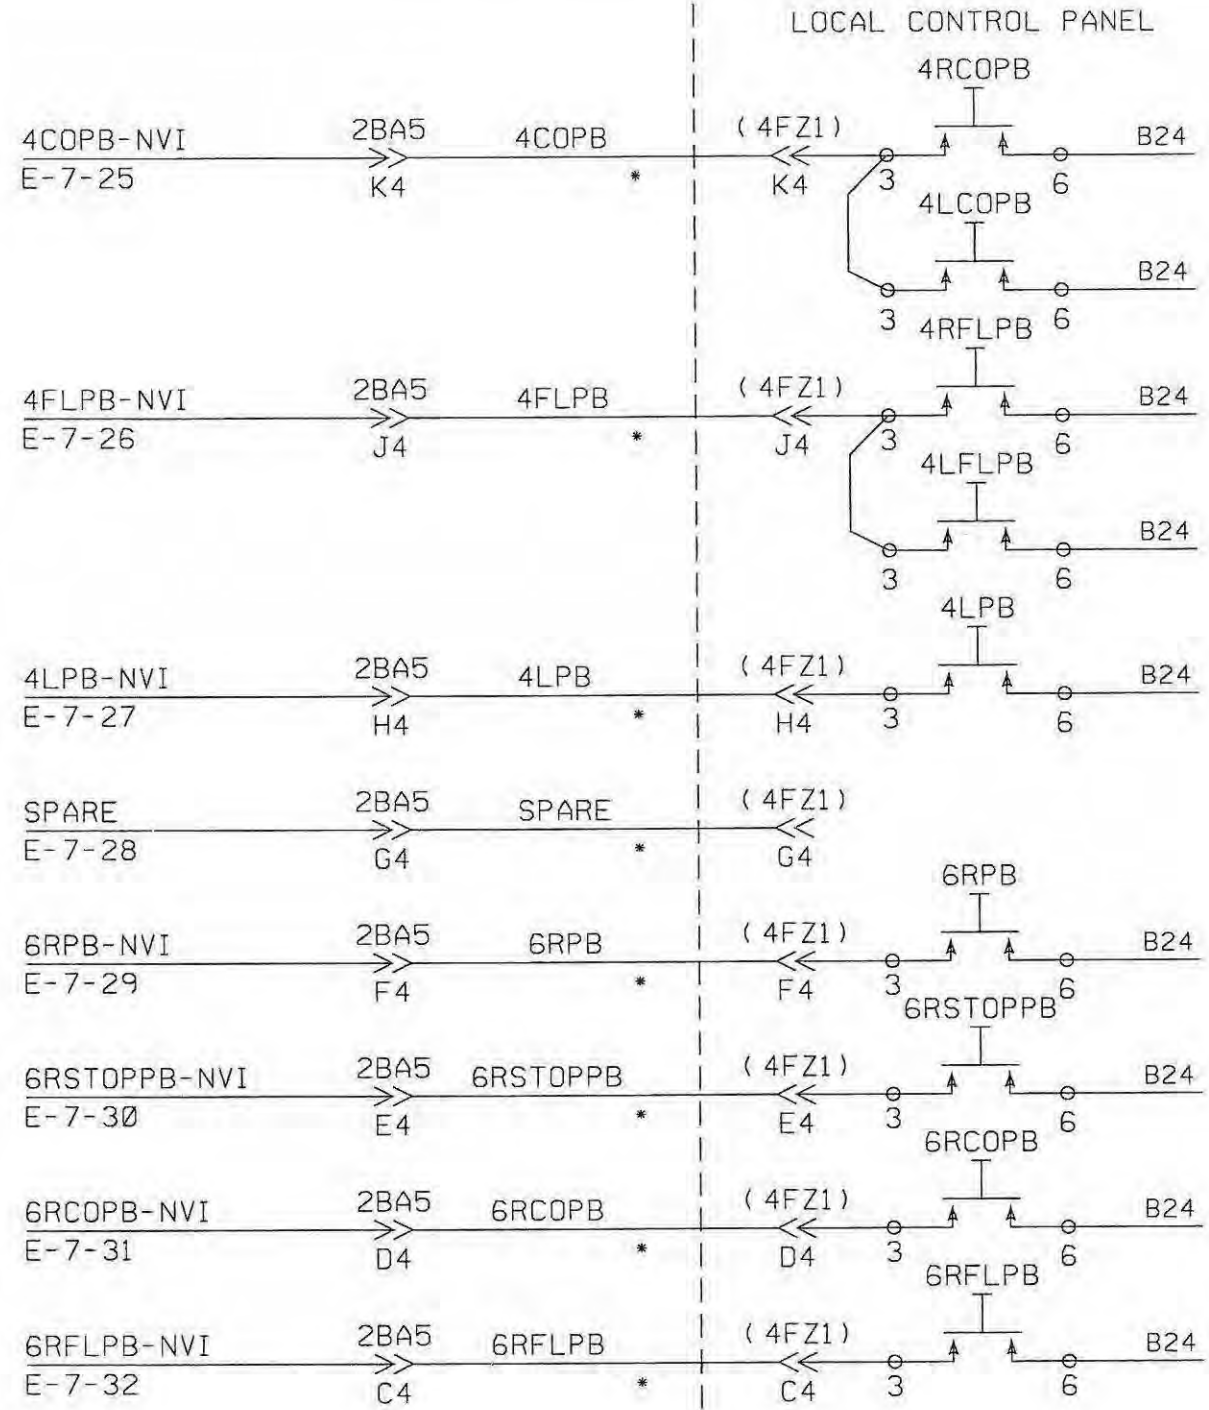 LOCAL CONTROL PANEL
4RCOPB
4COPB-NVI 2BA5 4COPB (4FZ1) B24
E-7-25 K4 * K4 3 6
4LCOPB
B24
3 6
4RFLPB
4FLPB-NVI 2BA5 4FLPB (4FZ1) B24
E-7-26 J4 * J4 3 6
4LFLPB
B24
3 6
4LPB
4LPB-NVI 2BA5 4LPB (4FZ1) B24
E-7-27 H4 * H4 3 6
SPARE 2BA5 SPARE (4FZ1)
E-7-28 G4 * G4
6RPB
6RPB-NVI 2BA5 6RPB (4FZ1) B24
E-7-29 F4 * F4 3 6
6RSTOPPB
6RSTOPPB-NVI 2BA5 6RSTOPPB (4FZ1) B24
E-7-30 E4 * E4 3 6
6RCOPB
6RCOPB-NVI 2BA5 6RCOPB (4FZ1) B24
E-7-31 D4 * D4 3 6
6RFLPB
6RFLPB-NVI 2BA5 6RFLPB (4FZ1) B24
E-7-32 C4 * C4 3 6